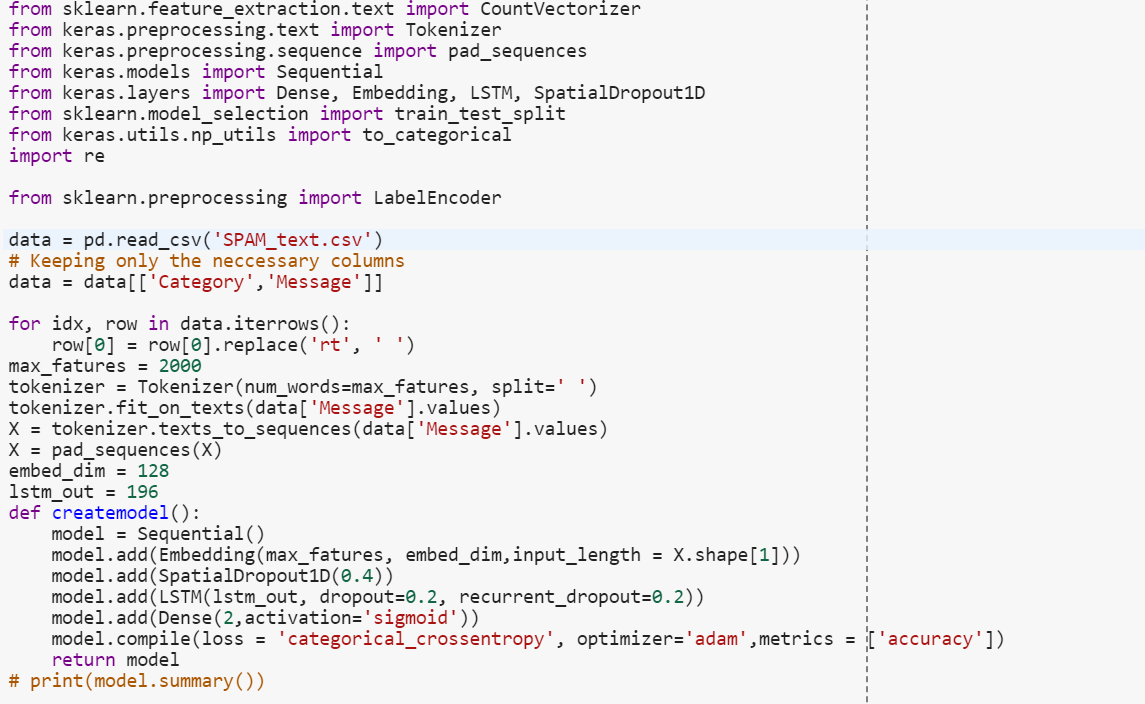 from sklearn.feature_extraction.text import CountVectorizer
from keras.preprocessing.text import Tokenizer
from keras.preprocessing.sequence import pad_sequences
from keras.models import Sequential
from keras.layers import Dense, Embedding, LSTM, SpatialDropout1D
from sklearn.model_selection import train_test_split
from keras.utils.np_utils import to_categorical
import re

from sklearn.preprocessing import LabelEncoder

data = pd.read_csv('SPAM_text.csv')
# Keeping only the neccessary columns
data = data[['Category','Message']]

for idx, row in data.iterrows():
    row[0] = row[0].replace('rt', ' ')
max_fatures = 2000
tokenizer = Tokenizer(num_words=max_fatures, split=' ')
tokenizer.fit_on_texts(data['Message'].values)
X = tokenizer.texts_to_sequences(data['Message'].values)
X = pad_sequences(X)
embed_dim = 128
lstm_out = 196
def createmodel():
    model = Sequential()
    model.add(Embedding(max_fatures, embed_dim,input_length = X.shape[1]))
    model.add(SpatialDropout1D(0.4))
    model.add(LSTM(lstm_out, dropout=0.2, recurrent_dropout=0.2))
    model.add(Dense(2,activation='sigmoid'))
    model.compile(loss = 'categorical_crossentropy', optimizer='adam',metrics = ['accuracy'])
    return model
# print(model.summary())